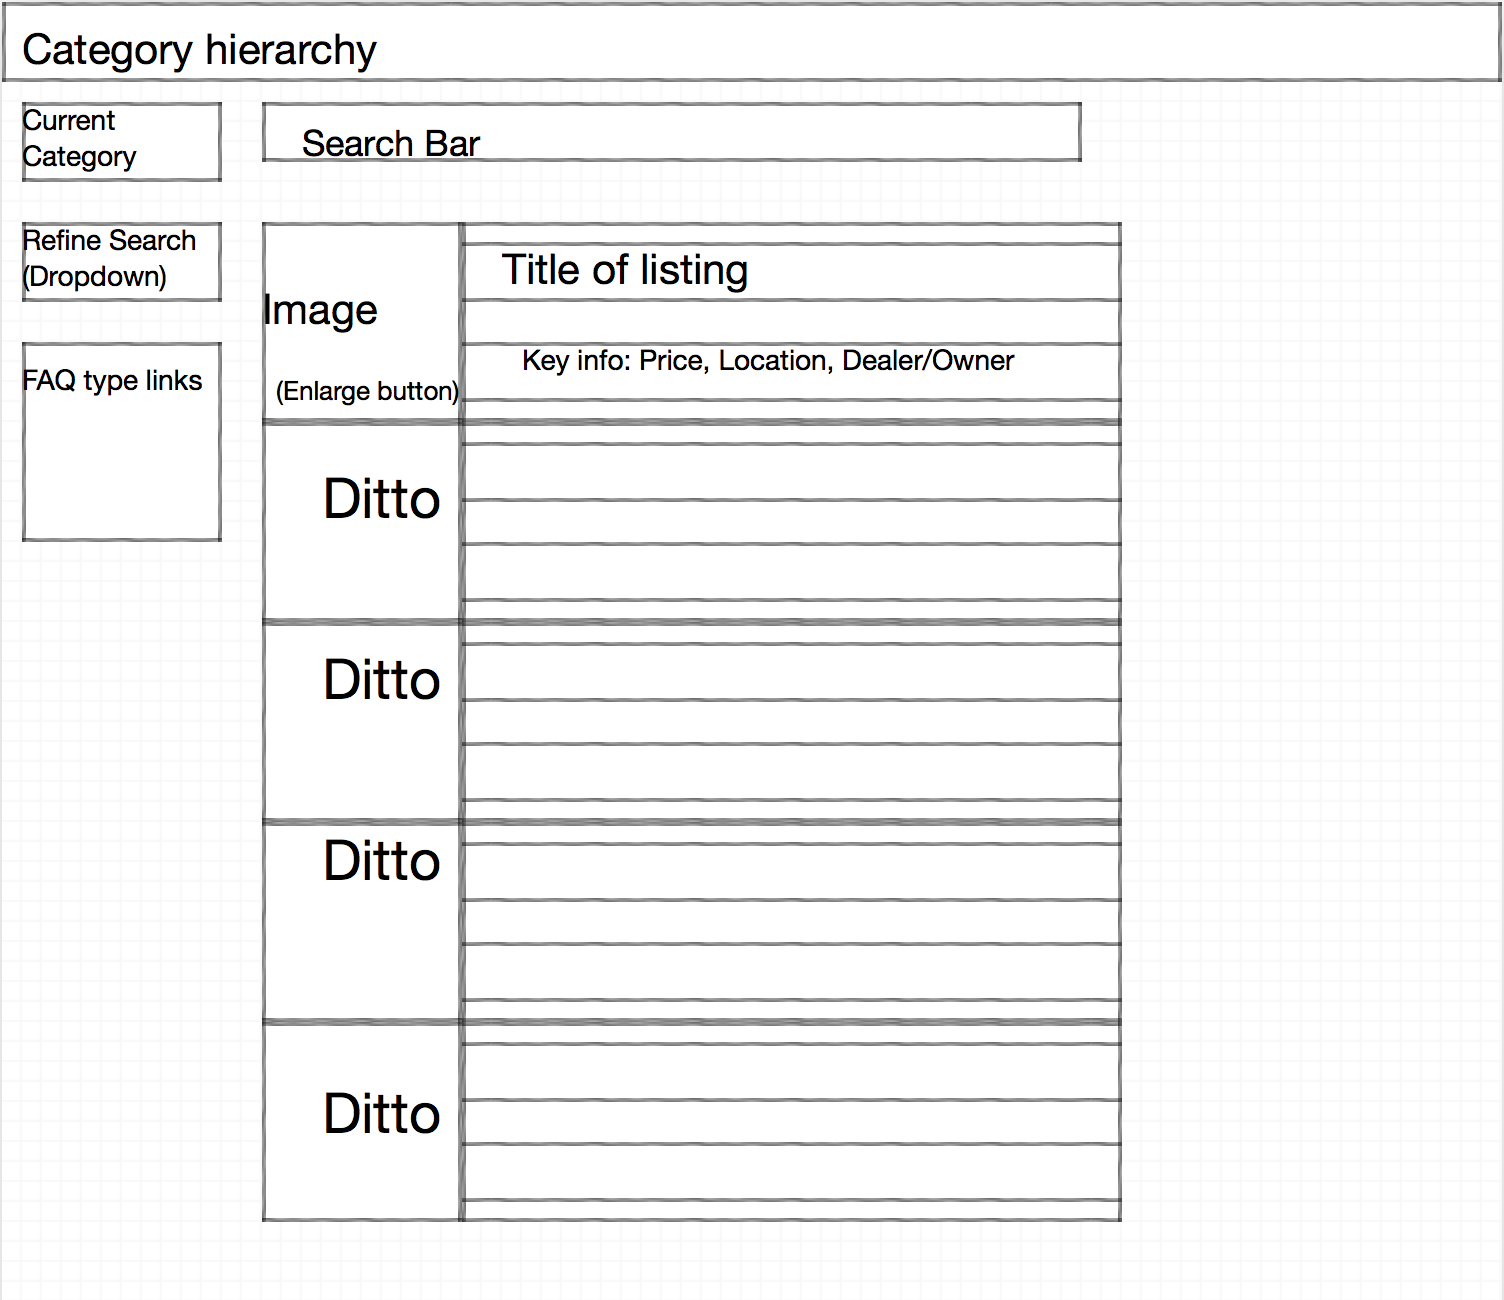 Category hierarchy
Current
Category
Search Bar
Refine Search
(Dropdown)
FAQ type links
Image
(Enlarge button)
Title of listing
Key info: Price, Location, Dealer/Owner
Ditto
Ditto
Ditto
Ditto